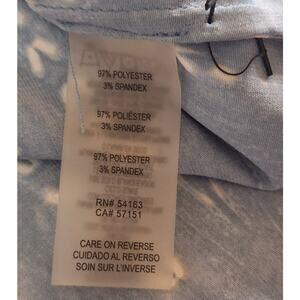 97% POLYESTER
3% SPANDEX
97% POLIÉSTER
3% SPANDEX
97% POLYESTER
3% SPANDEX
RN# 54163
CA# 57151
CARE ON REVERSE
CUIDADO AL REVERSO
SOIN SUR L'INVERSE